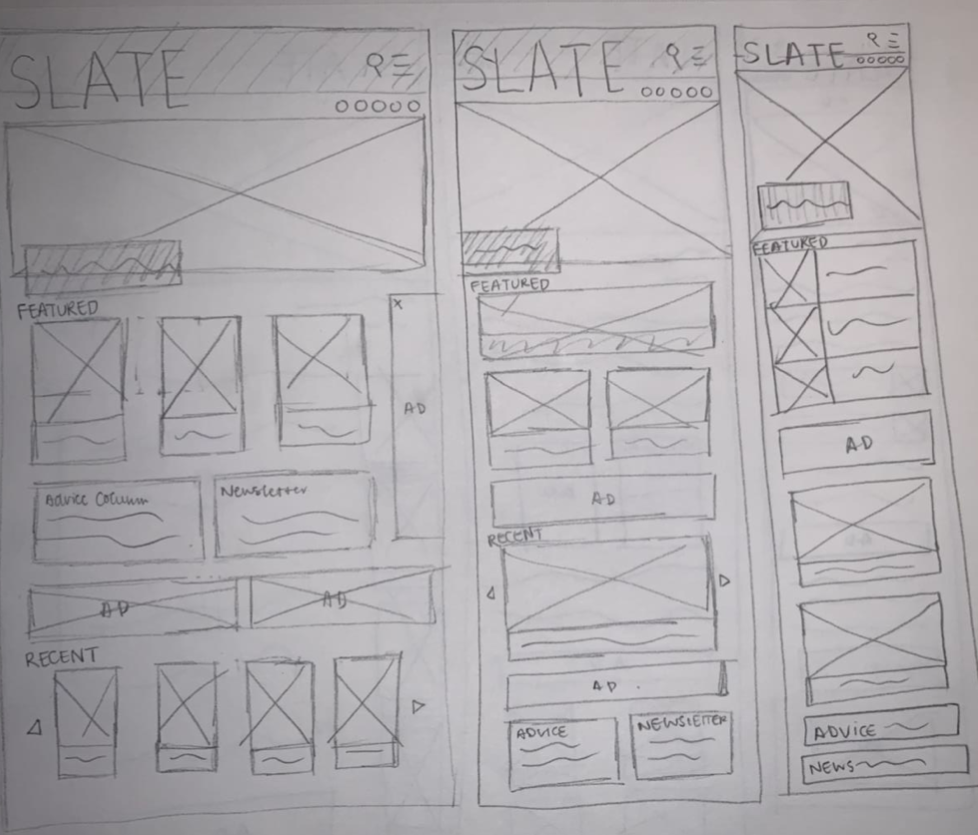 SLATE
FEATURED
X
AD
Advice Column
Newsletter
AD
AD
RECENT
SLATE
FEATURED
AD
RECENT
AD
ADVICE
NEWSLETTER
SLATE
FEATURED
AD
ADVICE
NEWS